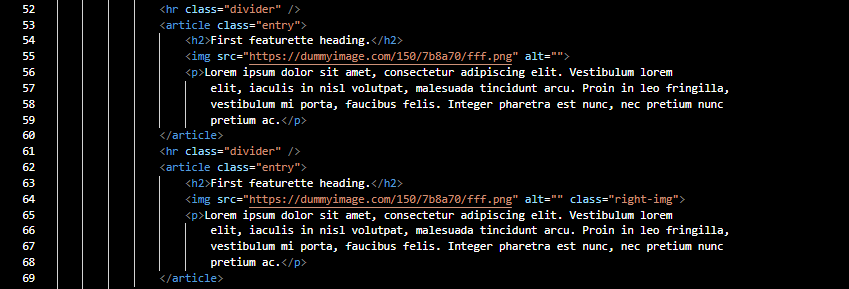 52 <hr class="divider" />
53 <article class="entry">
54 <h2>First featurette heading.</h2>
55 <img src="https://dummyimage.com/150/7b8a70/fff.png" alt="">
56 <p>Lorem ipsum dolor sit amet, consectetur adipiscing elit. Vestibulum lorem
57 elit, iaculis in nisl volutpat, malesuada tincidunt arcu. Proin in leo fringilla,
58 vestibulum mi porta, faucibus felis. Integer pharetra est nunc, nec pretium nunc
59 pretium ac.</p>
60 </article>
61 <hr class="divider" />
62 <article class="entry">
63 <h2>First featurette heading.</h2>
64 <img src="https://dummyimage.com/150/7b8a70/fff.png" alt="" class="right-img">
65 <p>Lorem ipsum dolor sit amet, consectetur adipiscing elit. Vestibulum lorem
66 elit, iaculis in nisl volutpat, malesuada tincidunt arcu. Proin in leo fringilla,
67 vestibulum mi porta, faucibus felis. Integer pharetra est nunc, nec pretium nunc
68 pretium ac.</p>
69 </article>